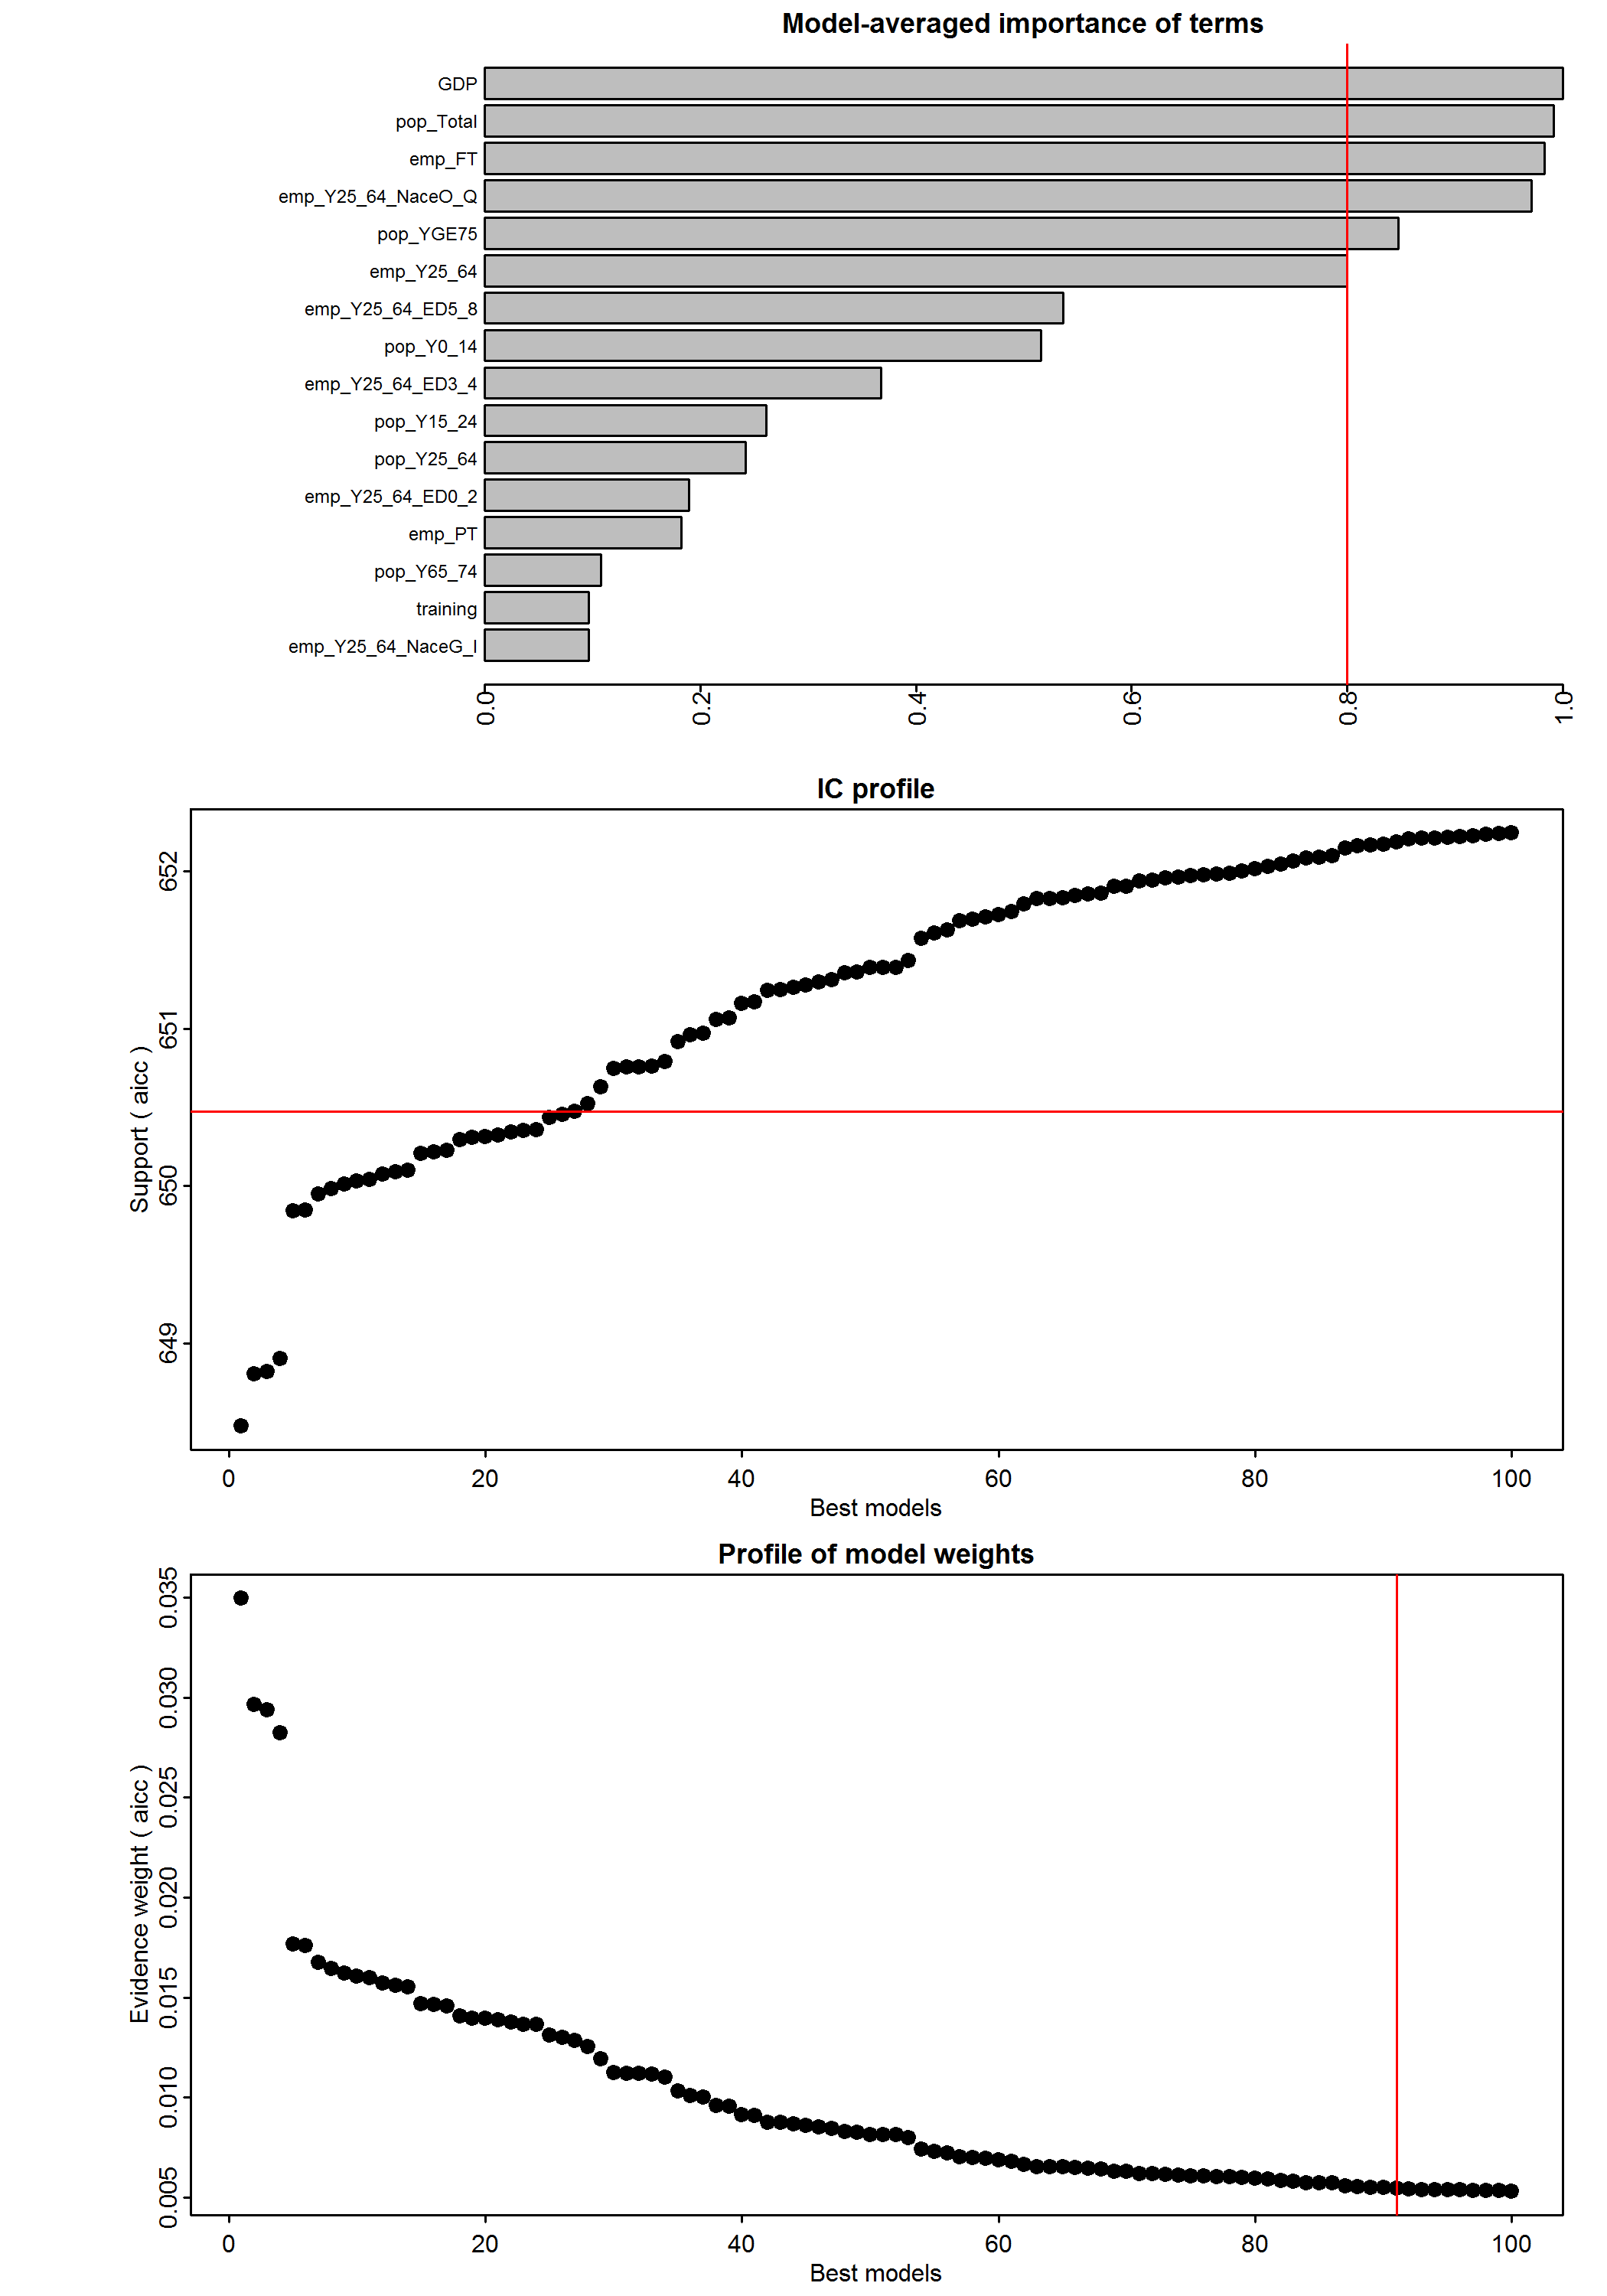 Model-averaged importance of terms
GDP
pop_Total
emp_FT
emp_Y25_64_NaceO_Q
pop_YGE75
emp_Y25_64
emp_Y25_64_ED5_8
pop_Y0_14
emp_Y25_64_ED3_4
pop_Y15_24
pop_Y25_64
emp_Y25_64_ED0_2
emp_PT
pop_Y65_74
training
emp_Y25_64_NaceG_I
0.0 0.2 0.4 0.6 0.8 1.0
IC profile
Support ( aicc )
652
651
650
649
0 20 40 60 80 100
Best models
Profile of model weights
Evidence weight ( aicc )
0.035
0.030
0.025
0.020
0.015
0.010
0.005
0 20 40 60 80 100
Best models